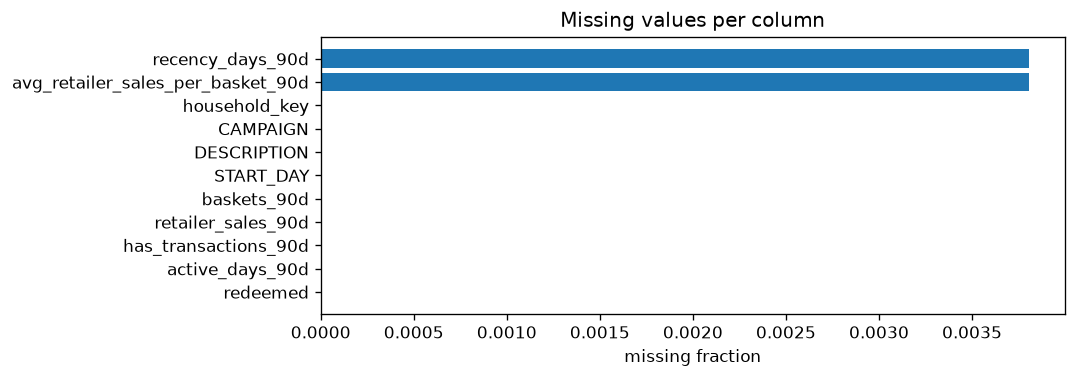 Missing values per column
recency_days_90d
avg_retailer_sales_per_basket_90d
household_key
CAMPAIGN
DESCRIPTION
START_DAY
baskets_90d
retailer_sales_90d
has_transactions_90d
active_days_90d
redeemed
0.0000 0.0005 0.0010 0.0015 0.0020 0.0025 0.0030 0.0035
missing fraction